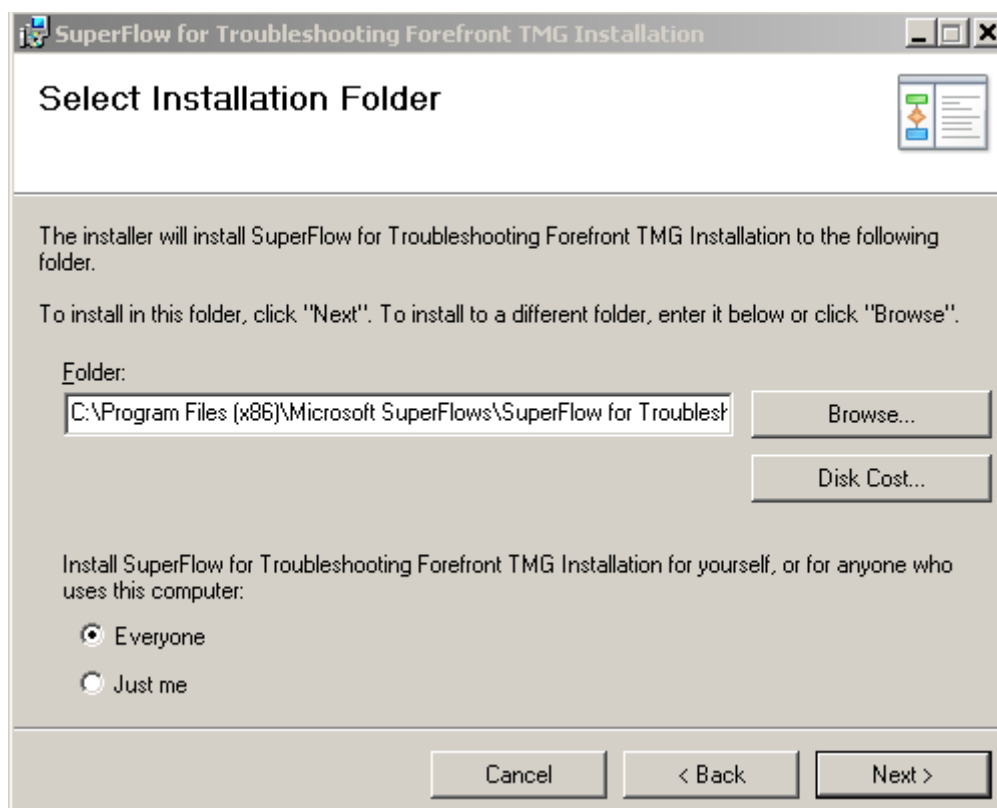 SuperFlow for Troubleshooting Forefront TMG Installation
Select Installation Folder
The installer will install SuperFlow for Troubleshooting Forefront TMG Installation to the following
folder.
To install in this folder, click "Next". To install to a different folder, enter it below or click "Browse".
Folder:
C:\Program Files (x86)\Microsoft SuperFlows\SuperFlow for Troublesh
Browse...
Disk Cost...
Install SuperFlow for Troubleshooting Forefront TMG Installation for yourself, or for anyone who
uses this computer:
Everyone
Just me
Cancel
< Back
Next >